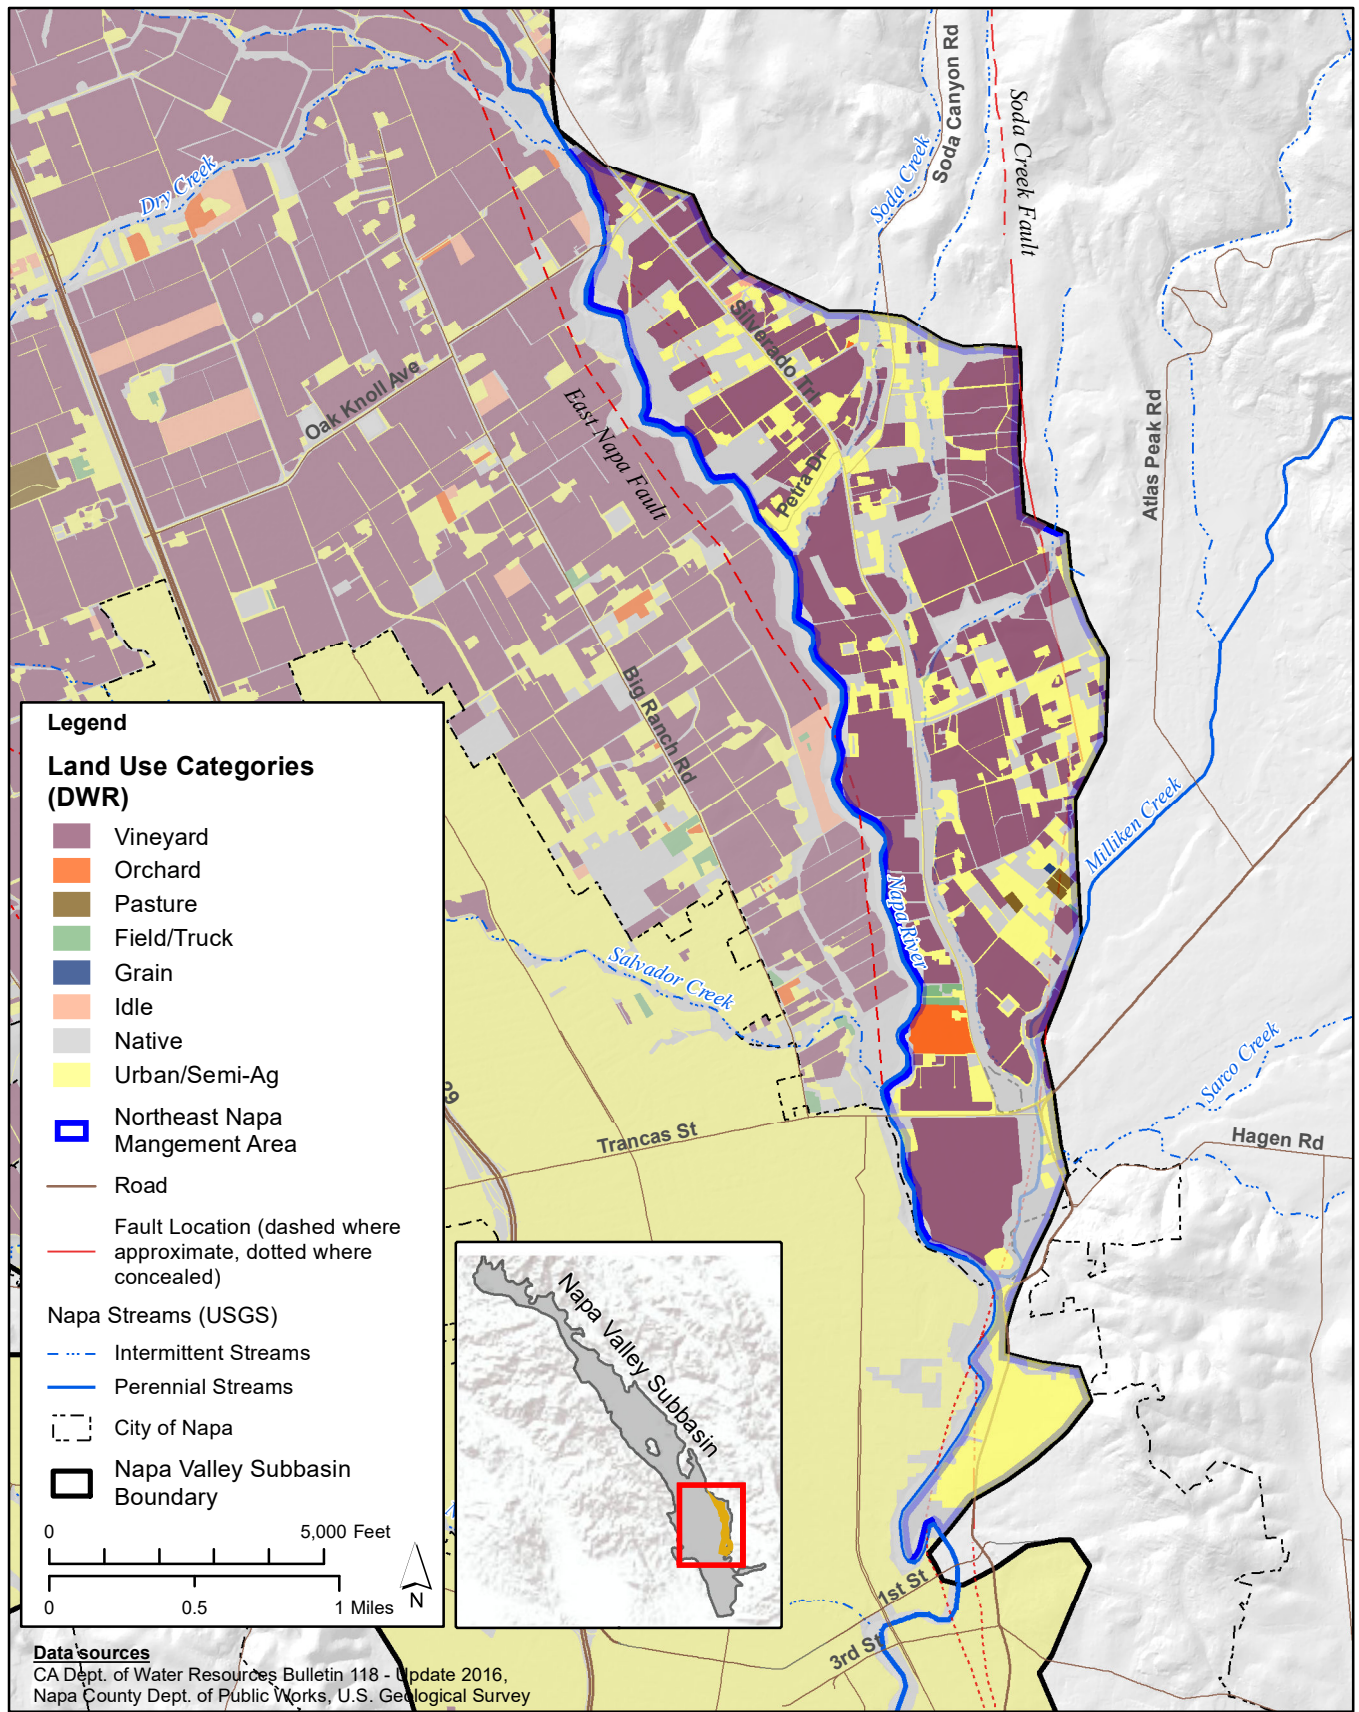 Soda Canyon Rd
Soda Creek
Soda Creek Fault
Dry Creek
Silverado Trl
Oak Knoll Ave
East Napa Fault
Petra Dr
Atlas Peak Rd
Big Ranch Rd
Milliken Creek
Napa River
Salvador Creek
Sarco Creek
Hagen Rd
Trancas St
29
1st St
3rd St
Legend
Land Use Categories
(DWR)
Vineyard
Orchard
Pasture
Field/Truck
Grain
Idle
Native
Urban/Semi-Ag
Northeast Napa
Mangement Area
Road
Fault Location (dashed where
approximate, dotted where
concealed)
Napa Streams (USGS)
Intermittent Streams
Perennial Streams
City of Napa
Napa Valley Subbasin
Boundary
0 5,000 Feet
0 0.5 1 Miles
N
Napa Valley Subbasin
Data sources
CA Dept. of Water Resources Bulletin 118 - Update 2016,
Napa County Dept. of Public Works, U.S. Geological Survey